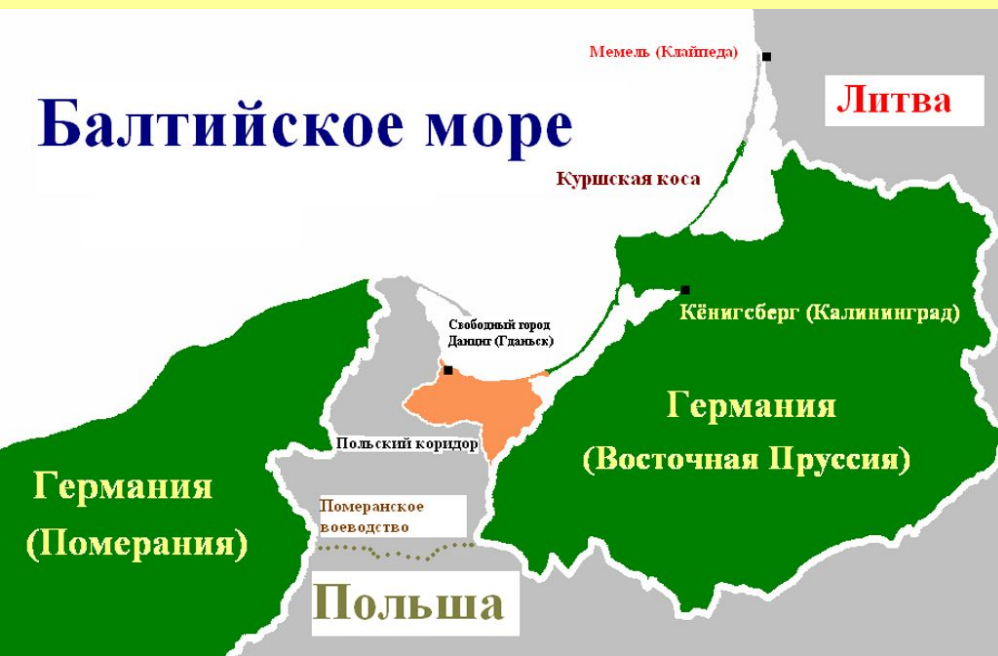 Мемель (Клайпеда)
Литва
Балтийское море
Куршская коса
Кёнигсберг (Калининград)
Свободный город
Данциг (Гданьск)
Германия
(Восточная Пруссия)
Польский коридор
Германия
(Померания)
Померанское
воеводство
Польша